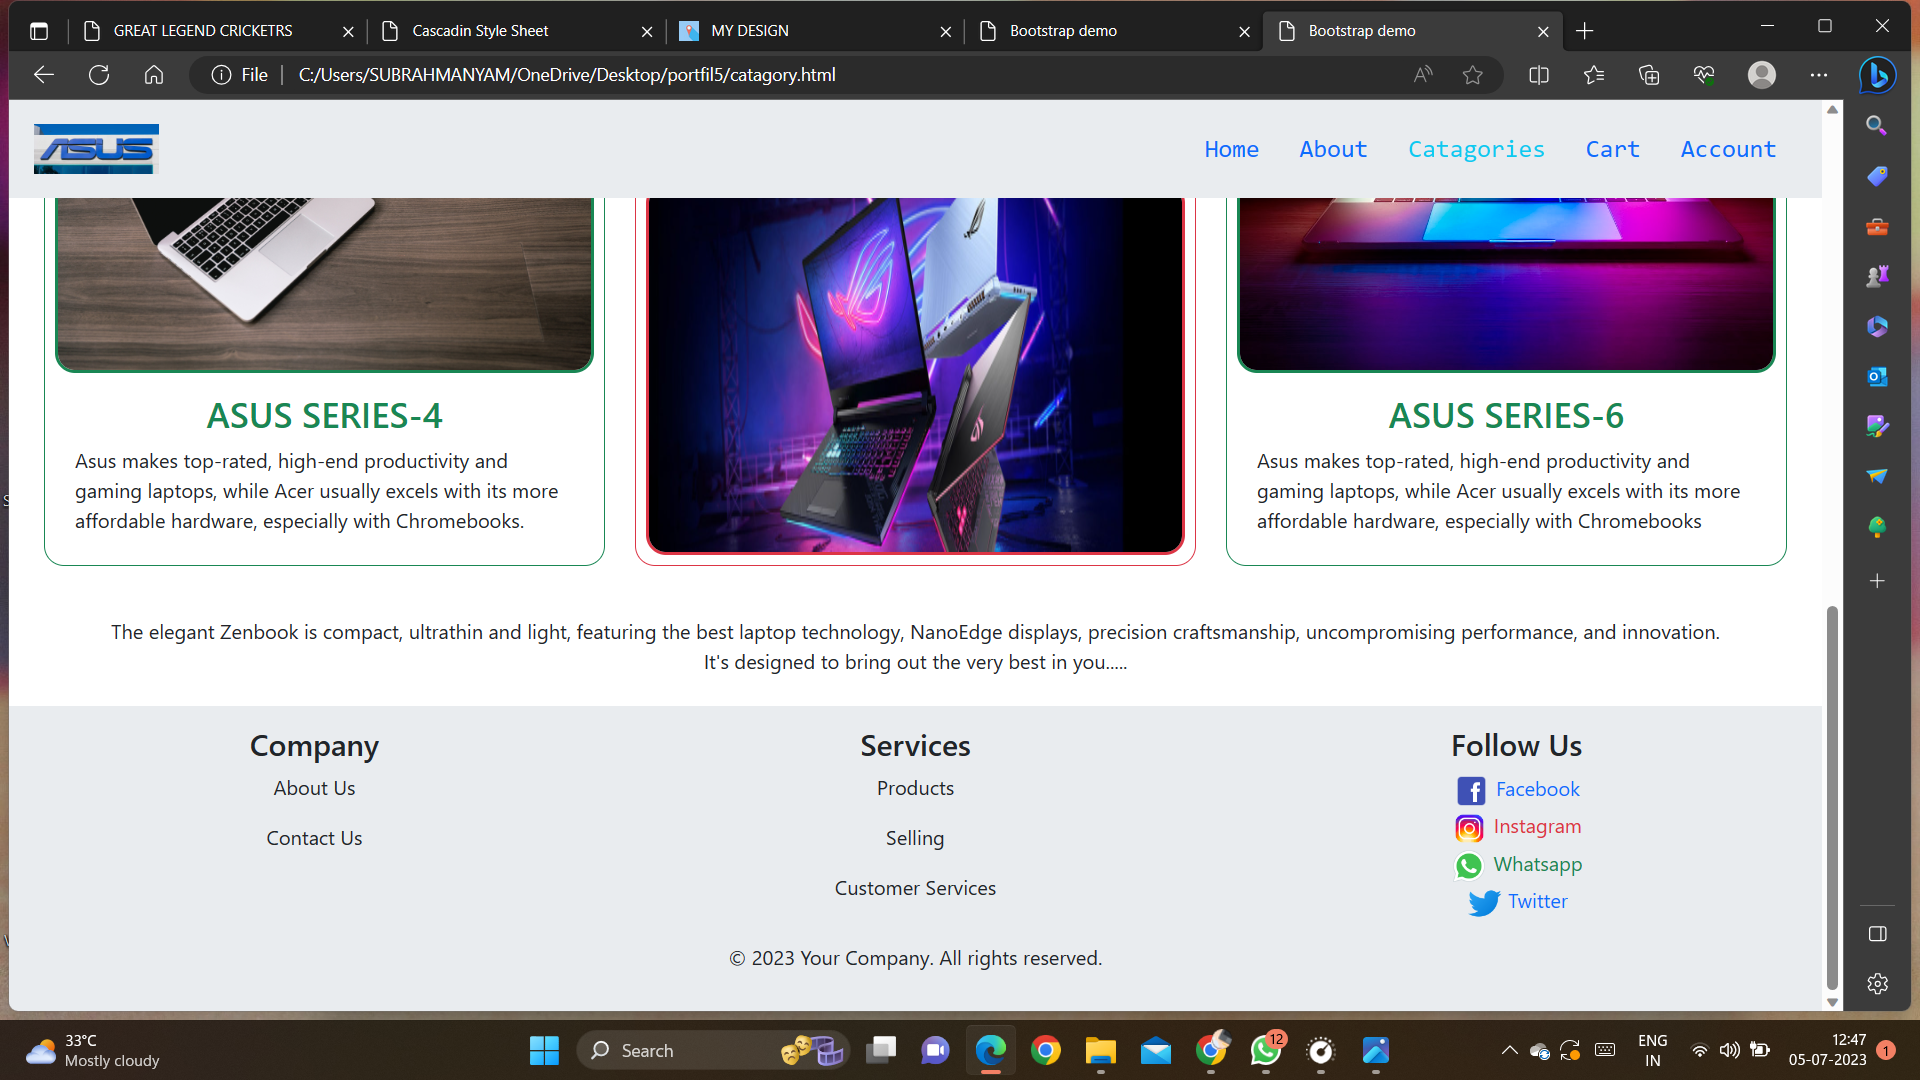 GREAT LEGEND CRICKETRS
Cascadin Style Sheet
MY DESIGN
Bootstrap demo
Bootstrap demo
File
C:/Users/SUBRAHMANYAM/OneDrive/Desktop/portfil5/catagory.html
ASUS
Home
About
Catagories
Cart
Account
ASUS SERIES-4
Asus makes top-rated, high-end productivity and
gaming laptops, while Acer usually excels with its more
affordable hardware, especially with Chromebooks.
ASUS SERIES-6
Asus makes top-rated, high-end productivity and
gaming laptops, while Acer usually excels with its more
affordable hardware, especially with Chromebooks
The elegant Zenbook is compact, ultrathin and light, featuring the best laptop technology, NanoEdge displays, precision craftsmanship, uncompromising performance, and innovation.
It's designed to bring out the very best in you.....
Company
About Us
Contact Us
Services
Products
Selling
Customer Services
Follow Us
Facebook
Instagram
Whatsapp
Twitter
© 2023 Your Company. All rights reserved.
33°C
Mostly cloudy
Search
12
ENG
IN
12:47
05-07-2023
1